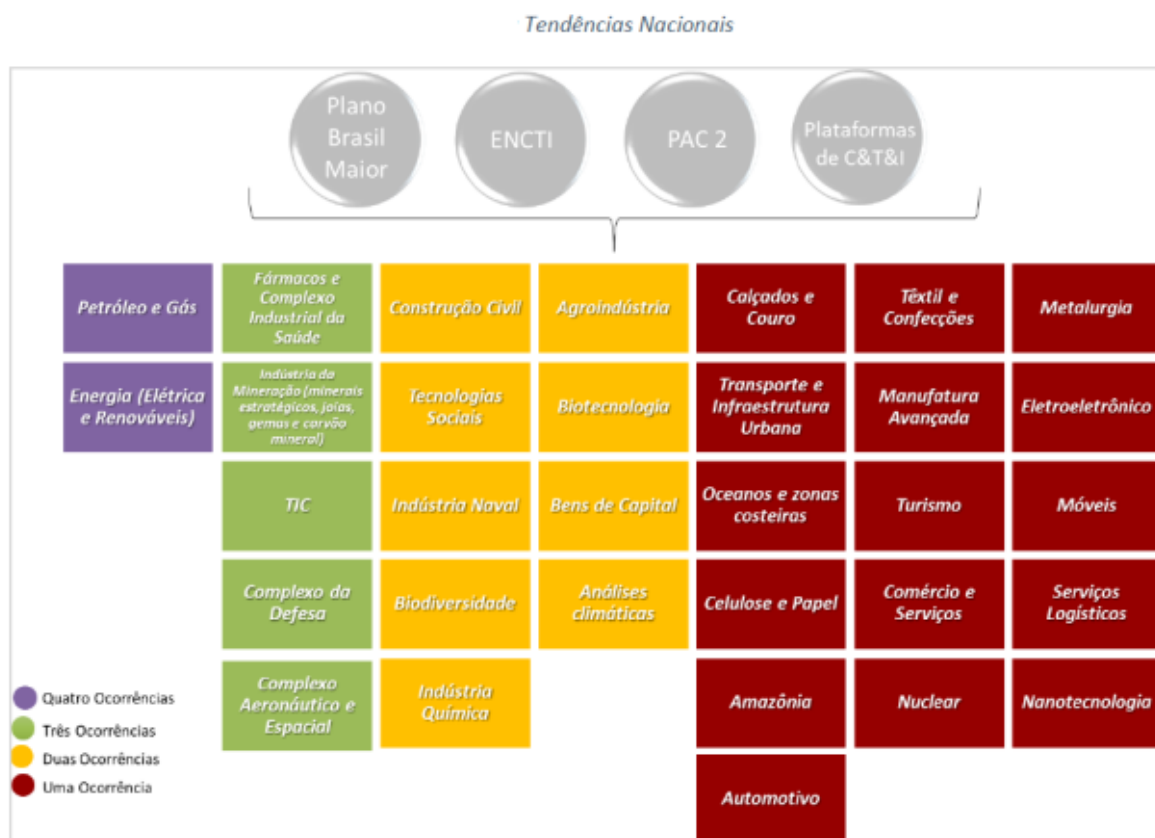 Tendências Nacionais
Plano
Brasil
Maior
ENCTI
PAC 2
Plataformas
de C&T&I
Petróleo e Gás
Fármacos e
Complexo
Industrial da
Saúde
Construção Civil
Agroindústria
Calçados e
Couro
Têxtil e
Confecções
Metalurgia
Energia (Elétrica
e Renováveis)
Indústria da
Mineração (minerais
estratégicos, joias,
gemas e carvão
mineral)
Tecnologias
Sociais
Biotecnologia
Transporte e
Infraestrutura
Urbana
Manufatura
Avançada
Eletroeletrônico
TIC
Indústria Naval
Bens de Capital
Oceanos e zonas
costeiras
Turismo
Móveis
Complexo da
Defesa
Biodiversidade
Análises
climáticas
Celulose e Papel
Comércio e
Serviços
Serviços
Logísticos
Complexo
Aeronáutico e
Espacial
Indústria
Química
Amazônia
Nuclear
Nanotecnologia
Automotivo
Quatro Ocorrências
Três Ocorrências
Duas Ocorrências
Uma Ocorrência